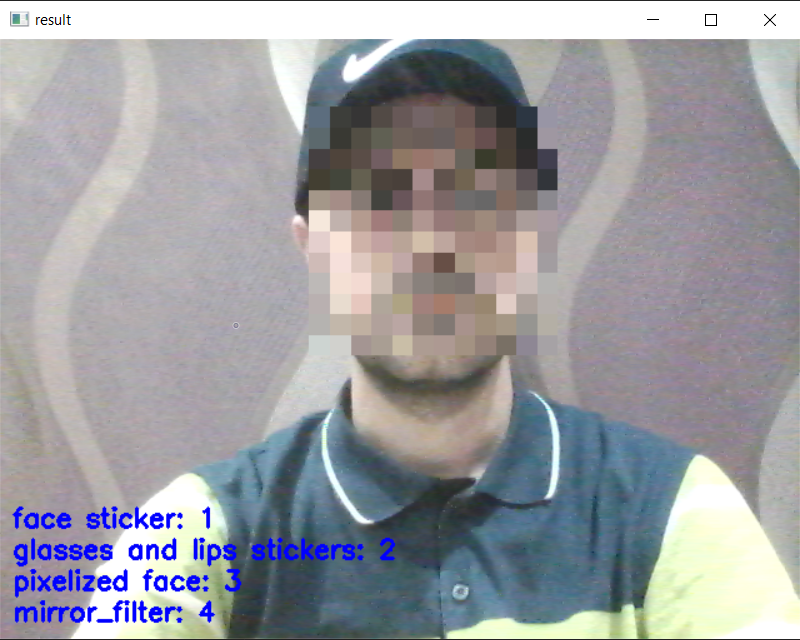 result
face sticker: 1
glasses and lips stickers: 2
pixelized face: 3
mirror_filter: 4